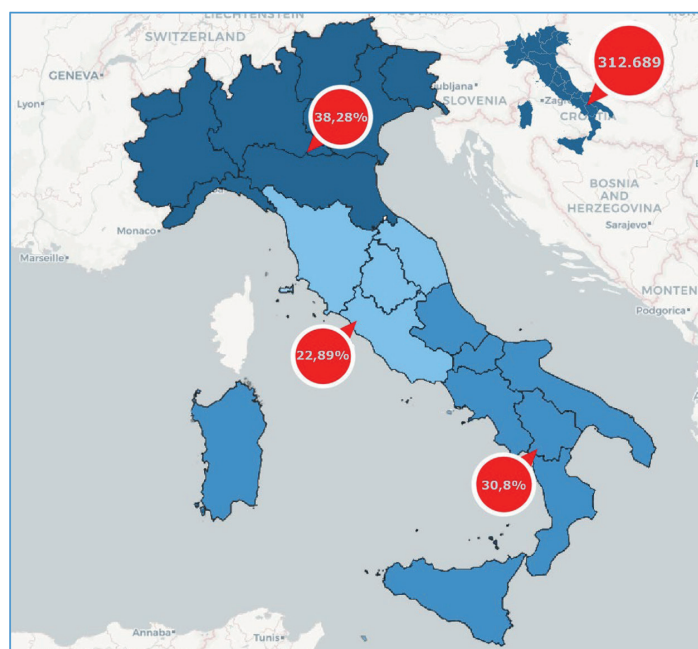 LIECHTENSTEIN
SWITZERLAND
312.689
GENEVA
Ljubljana
Lyon
SLOVENIA
Zag
38,28%
CROATIA
BOSNIA
AND
HERZEGOVINA
Monaco
Sarajevo
Marseille
MONTEN
Podgorica
22,89%
30,8%
Annaba
Tunis